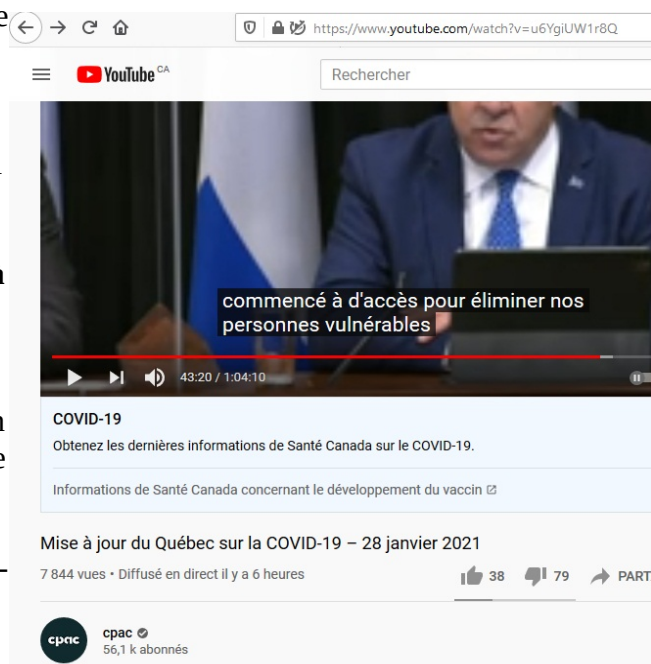 https://www.youtube.com/watch?v=u6YgiUW1r8Q
YouTube CA
Rechercher
commencé à d'accès pour éliminer nos
personnes vulnérables
43:20 / 1:04:10
COVID-19
Obtenez les dernières informations de Santé Canada sur le COVID-19.
Informations de Santé Canada concernant le développement du vaccin
Mise à jour du Québec sur la COVID-19 – 28 janvier 2021
7 844 vues • Diffusé en direct il y a 6 heures
38 79 PART
cpac cpac
56,1 k abonnés